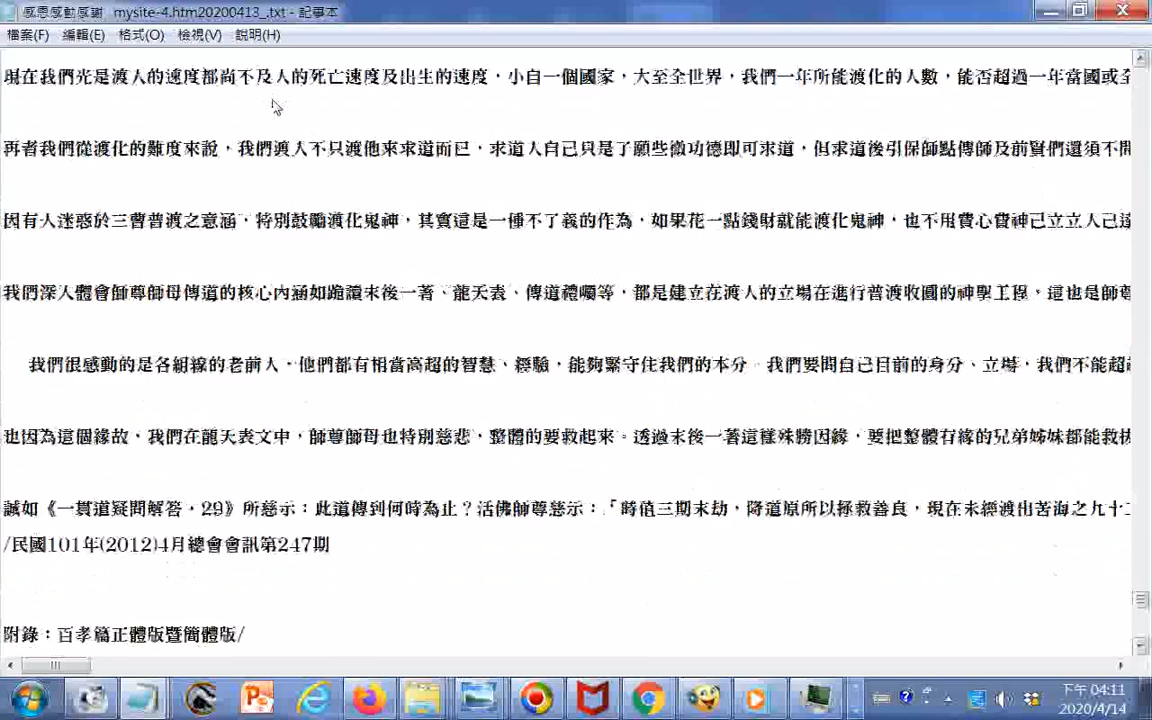 感恩感動感謝 mysite-4.htm20200413_.txt - 記事本
檔案(F) 編輯(E) 格式(O) 檢視(V) 說明(H)
現在我們光是渡人的速度都尚不及人的死亡速度及出生的速度，小自一個國家，大至全世界，我們一年所能渡化的人數，能否超過一年當國或全
再者我們從渡化的難度來說，我們渡人不只渡他來求道而已，求道人自己只是了願些微功德即可求道，但求道後引保師點傳師及前賢們還須不間
因有人迷惑於三曹普渡之意涵，特別鼓勵渡化鬼神，其實這是一種不了義的作為，如果花一點錢財就能渡化鬼神，也不用費心費神己立立人己達
我們深入體會師尊師母傳道的核心內涵如跪讀末後一著、龍天表、傳道禮囑等，都是建立在渡人的立場在進行普渡收圓的神聖工程。這也是師尊
我們很感動的是各組線的老前人，他們都有相當高超的智慧、經驗，能夠緊守住我們的本分。我們要問自己目前的身分、立場，我們不能超
也因為這個緣故，我們在龍天表文中，師尊師母也特別慈悲，整體的要救起來。透過末後一著這樣殊勝因緣，要把整體有緣的兄弟姊妹都能救拔
誠如《一貫道疑問解答．29》所慈示：此道傳到何時為止？活佛師尊慈示：「時值三期末劫，降道原所以拯救善良，現在未經渡出苦海之九十二
/民國101年(2012)4月總會會訊第247期
附錄：百孝篇正體版暨簡體版/
下午 04:11
2020/4/14